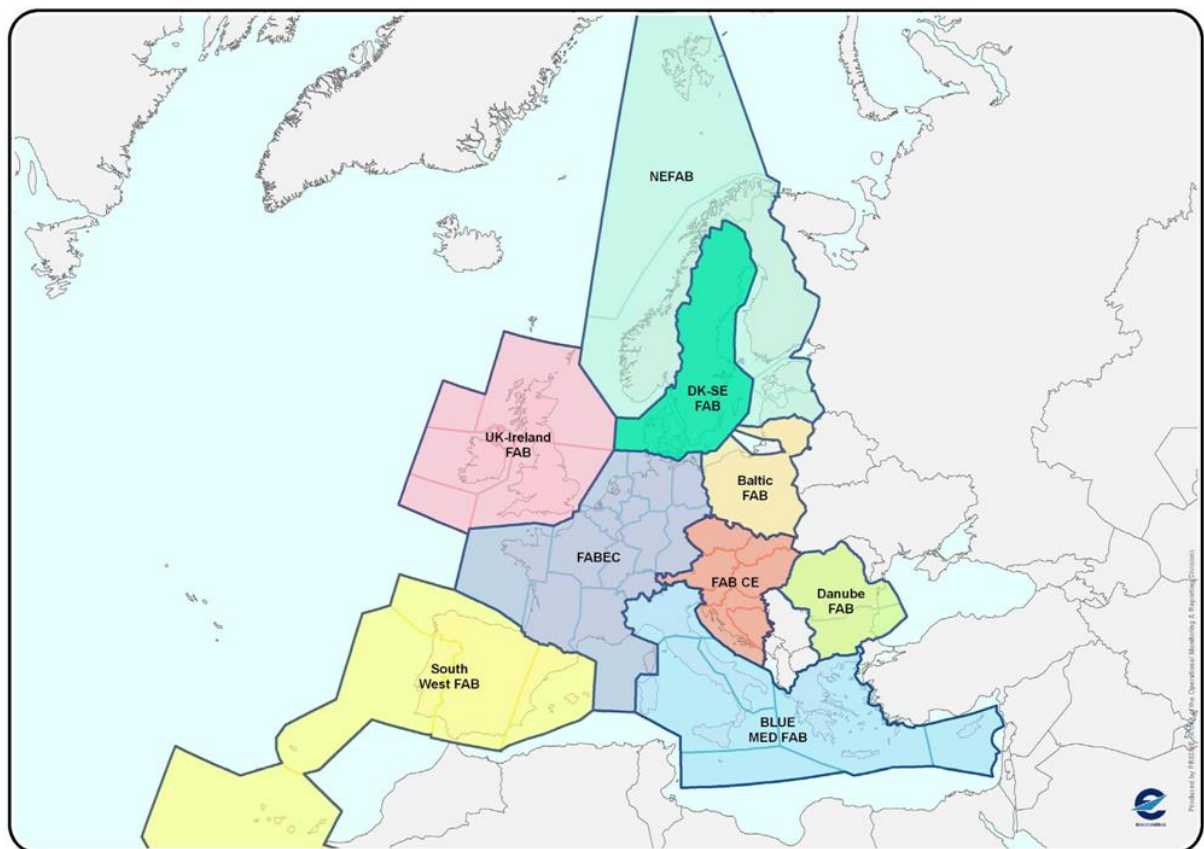 NEFAB
DK-SE
FAB
UK-Ireland
FAB
Baltic
FAB
FABEC
FAB CE
Danube
FAB
South
West FAB
BLUE
MED FAB
EUROCONTROL